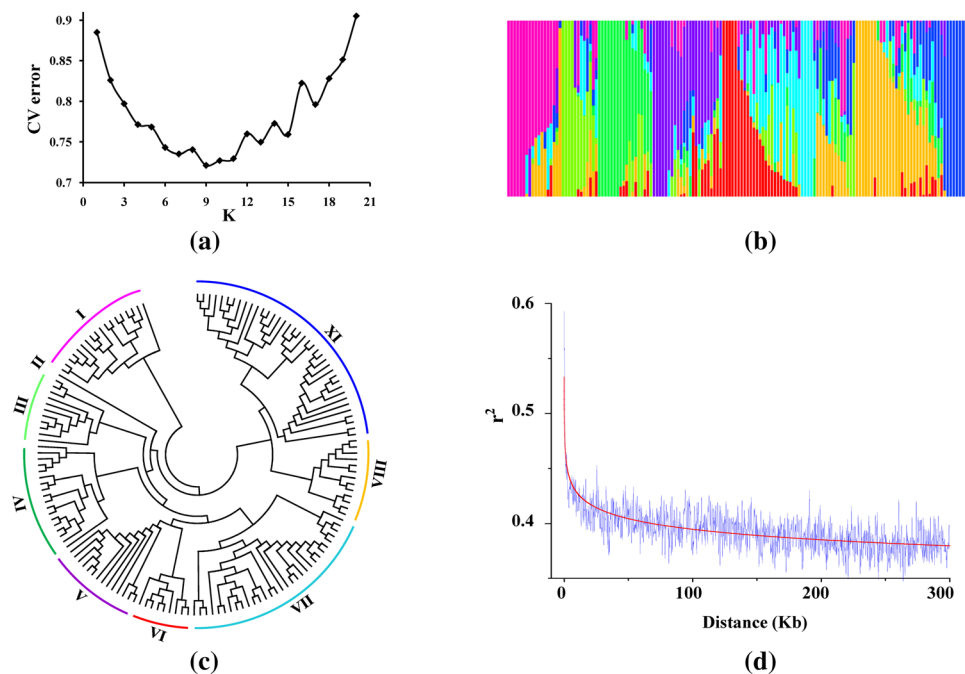 0.9
0.85
0.8
0.75
0.7
CV error
0 3 6 9 12 15 18 21
K
(a)
(b)
I
II
III
IV
V
VI
VII
VIII
XI
(c)
0.6
0.5
0.4
r²
0 100 200 300
Distance (Kb)
(d)